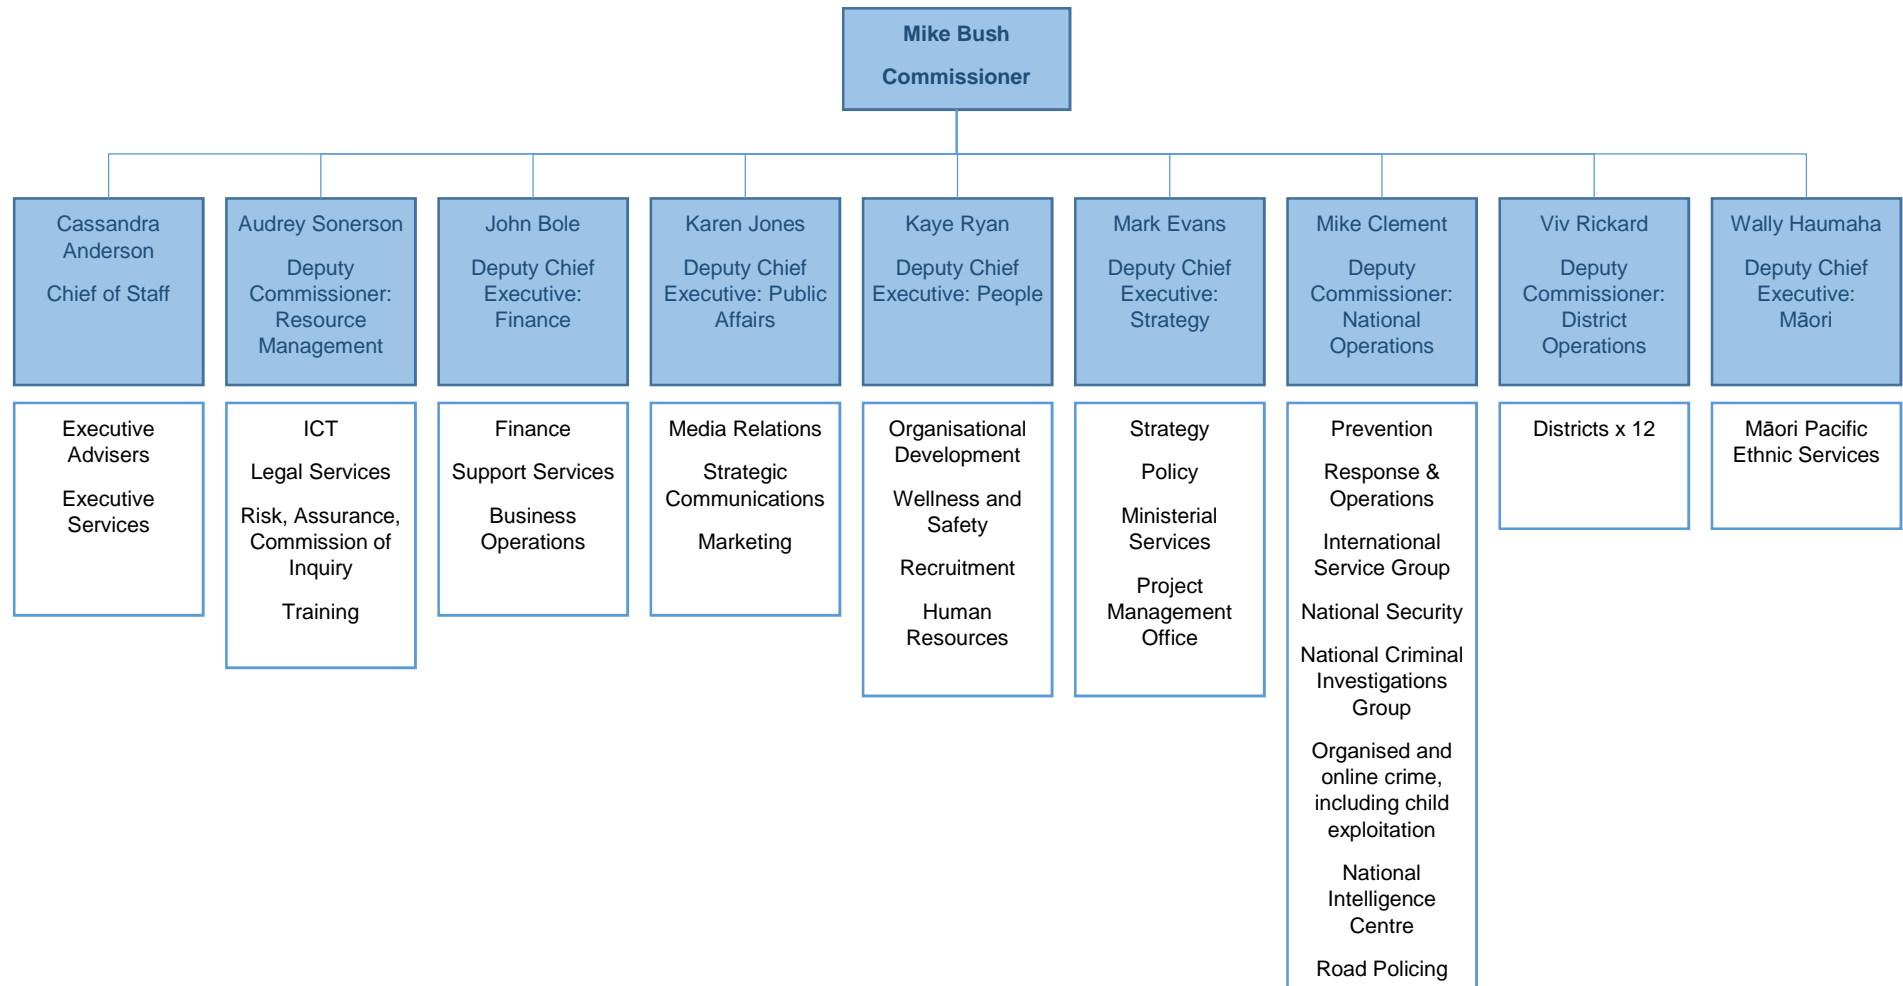 Mike Bush
Commissioner
Cassandra
Anderson
Chief of Staff
Audrey Sonerson
Deputy
Commissioner:
Resource
Management
John Bole
Deputy Chief
Executive:
Finance
Karen Jones
Deputy Chief
Executive: Public
Affairs
Kaye Ryan
Deputy Chief
Executive: People
Mark Evans
Deputy Chief
Executive:
Strategy
Mike Clement
Deputy
Commissioner:
National
Operations
Viv Rickard
Deputy
Commissioner:
District
Operations
Wally Haumaha
Deputy Chief
Executive:
Māori
Executive
Advisers
Executive
Services
ICT
Legal Services
Risk, Assurance,
Commission of
Inquiry
Training
Finance
Support Services
Business
Operations
Media Relations
Strategic
Communications
Marketing
Organisational
Development
Wellness and
Safety
Recruitment
Human
Resources
Strategy
Policy
Ministerial
Services
Project
Management
Office
Prevention
Response &
Operations
International
Service Group
National Security
National Criminal
Investigations
Group
Organised and
online crime,
including child
exploitation
National
Intelligence
Centre
Road Policing
Districts x 12
Māori Pacific
Ethnic Services